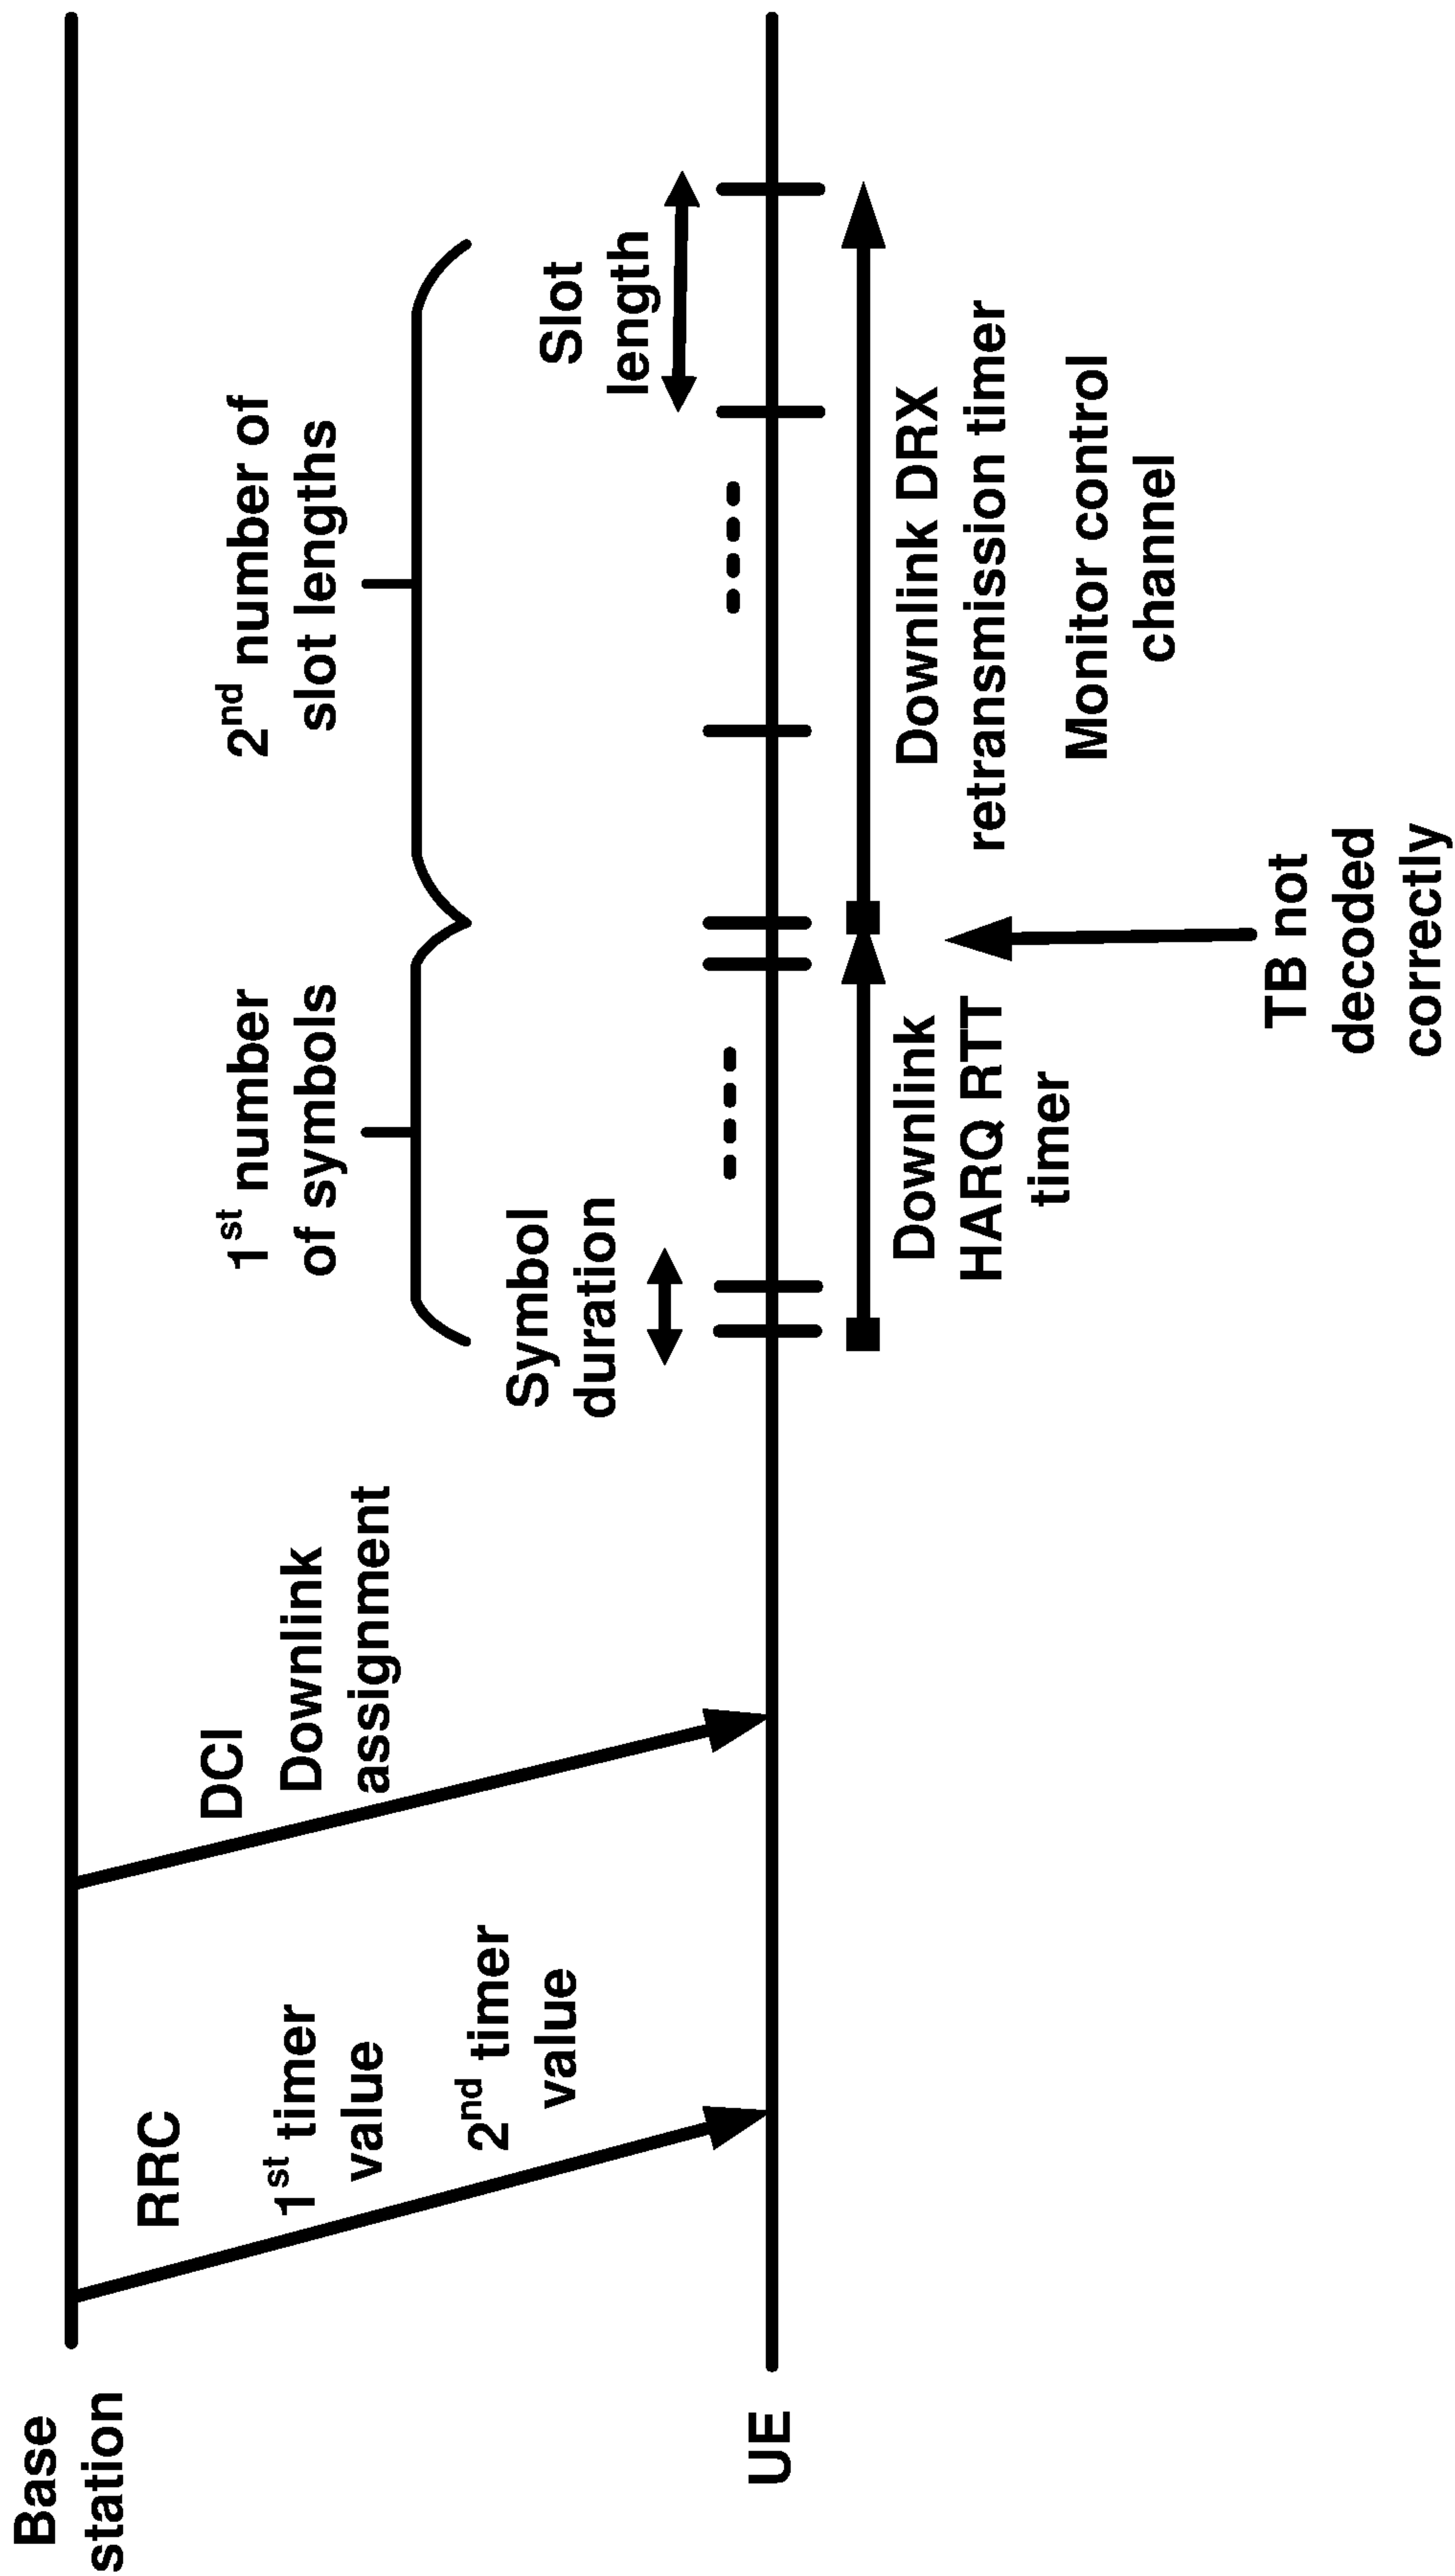 Base
station
RRC
1st timer
value
2nd timer
value
DCI
Downlink
assignment
1st number
of symbols
2nd number of
slot lengths
Symbol
duration
Slot
length
UE
Downlink
HARQ RTT
timer
Downlink DRX
retransmission timer
Monitor control
channel
TB not
decoded
correctly